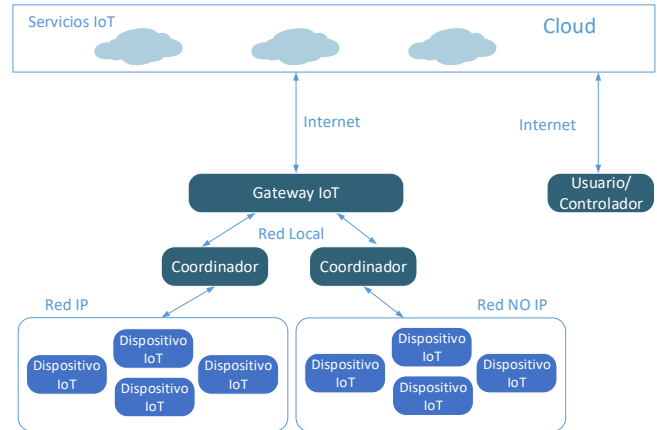 Servicios IoT
Cloud
Internet
Internet
Gateway IoT
Usuario/
Controlador
Red Local
Coordinador
Coordinador
Red IP
Red NO IP
Dispositivo
IoT
Dispositivo
IoT
Dispositivo
IoT
Dispositivo
IoT
Dispositivo
IoT
Dispositivo
IoT
Dispositivo
IoT
Dispositivo
IoT